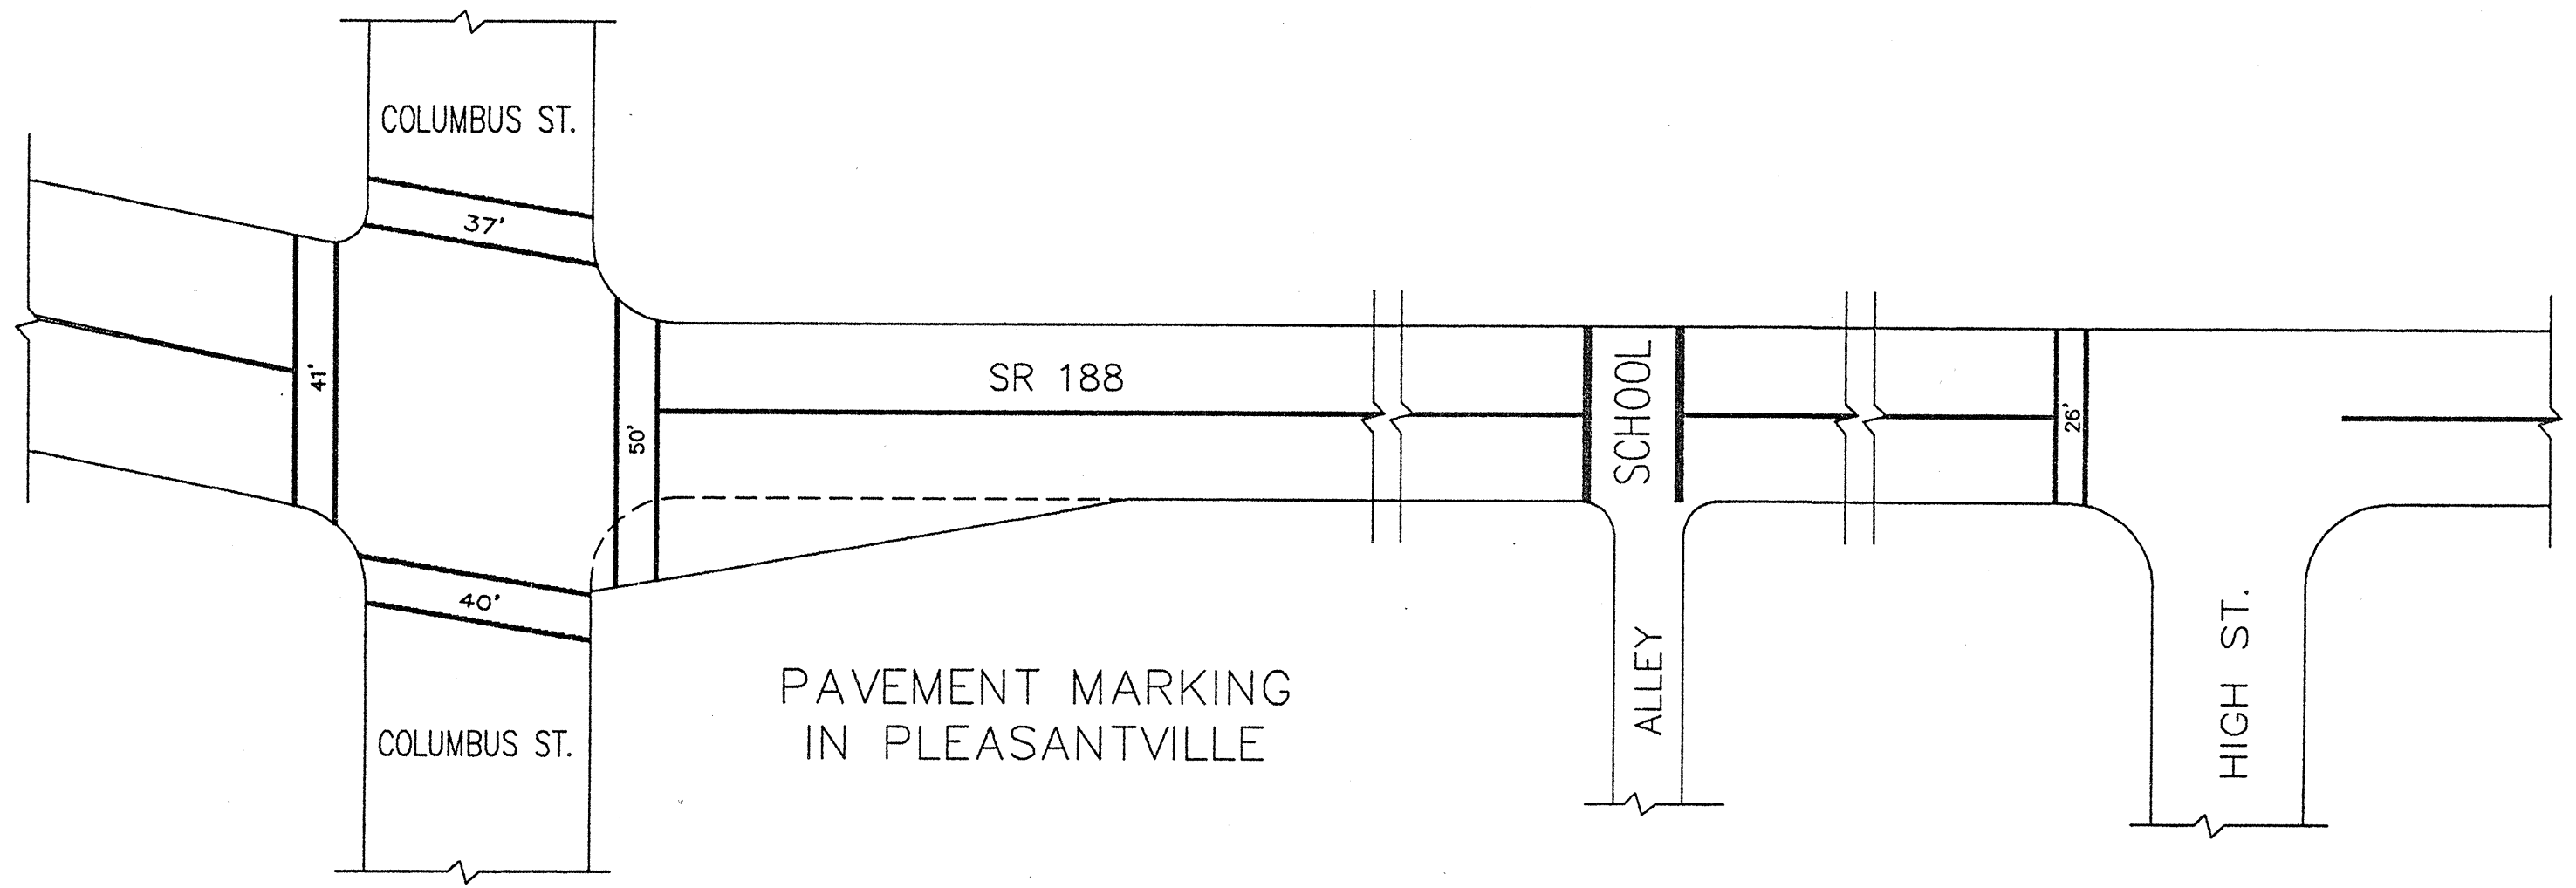 COLUMBUS ST.
37'
41'
SR 188
50'
SCHOOL
26'
40'
PAVEMENT MARKING
IN PLEASANTVILLE
ALLEY
HIGH ST.
COLUMBUS ST.